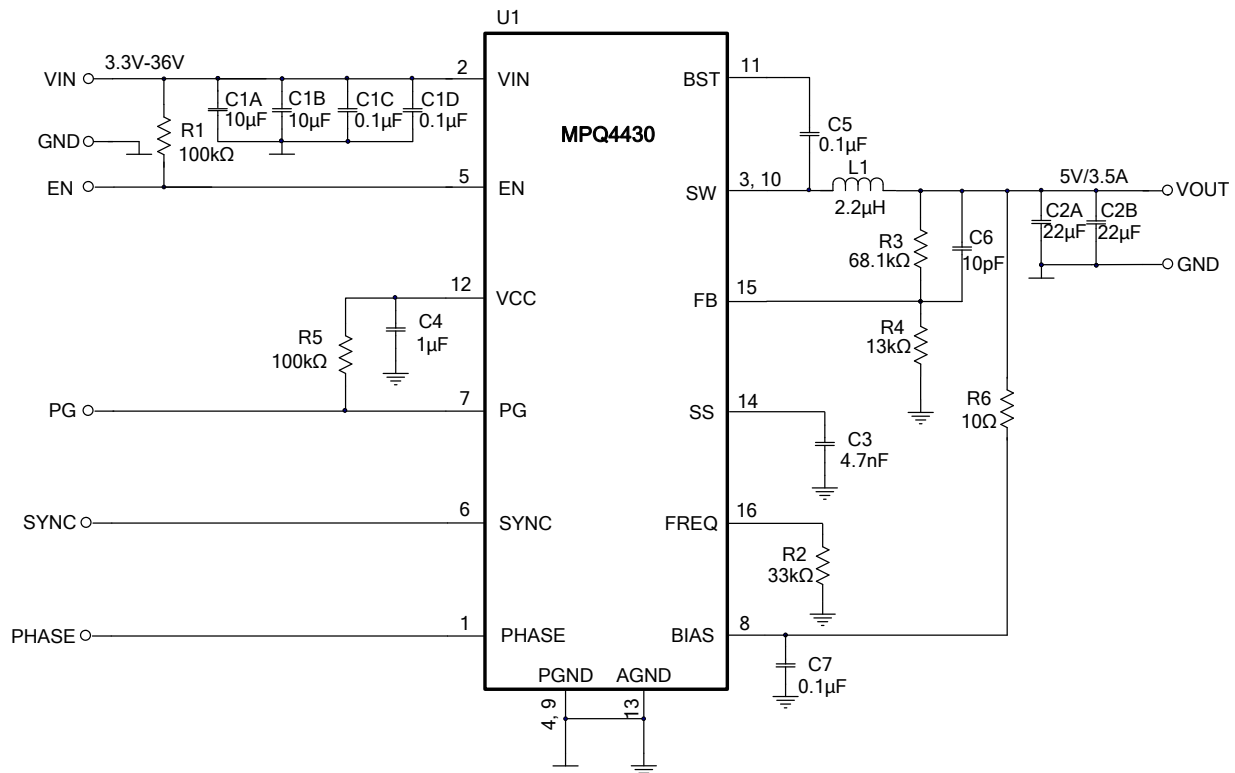 U1
MPQ4430
VIN
3.3V-36V
2
VIN
C1A
10µF
C1B
10µF
C1C
0.1µF
C1D
0.1µF
GND
R1
100kΩ
EN
5
EN
12
VCC
C4
1µF
R5
100kΩ
PG
7
PG
SYNC
6
SYNC
PHASE
1
PHASE
BST
11
C5
0.1µF
SW
3, 10
L1
2.2µH
5V/3.5A
VOUT
C2A
22µF
C2B
22µF
GND
R3
68.1kΩ
C6
10pF
FB
15
R4
13kΩ
SS
14
C3
4.7nF
R6
10Ω
FREQ
16
R2
33kΩ
BIAS
8
C7
0.1µF
PGND
AGND
4, 9
13